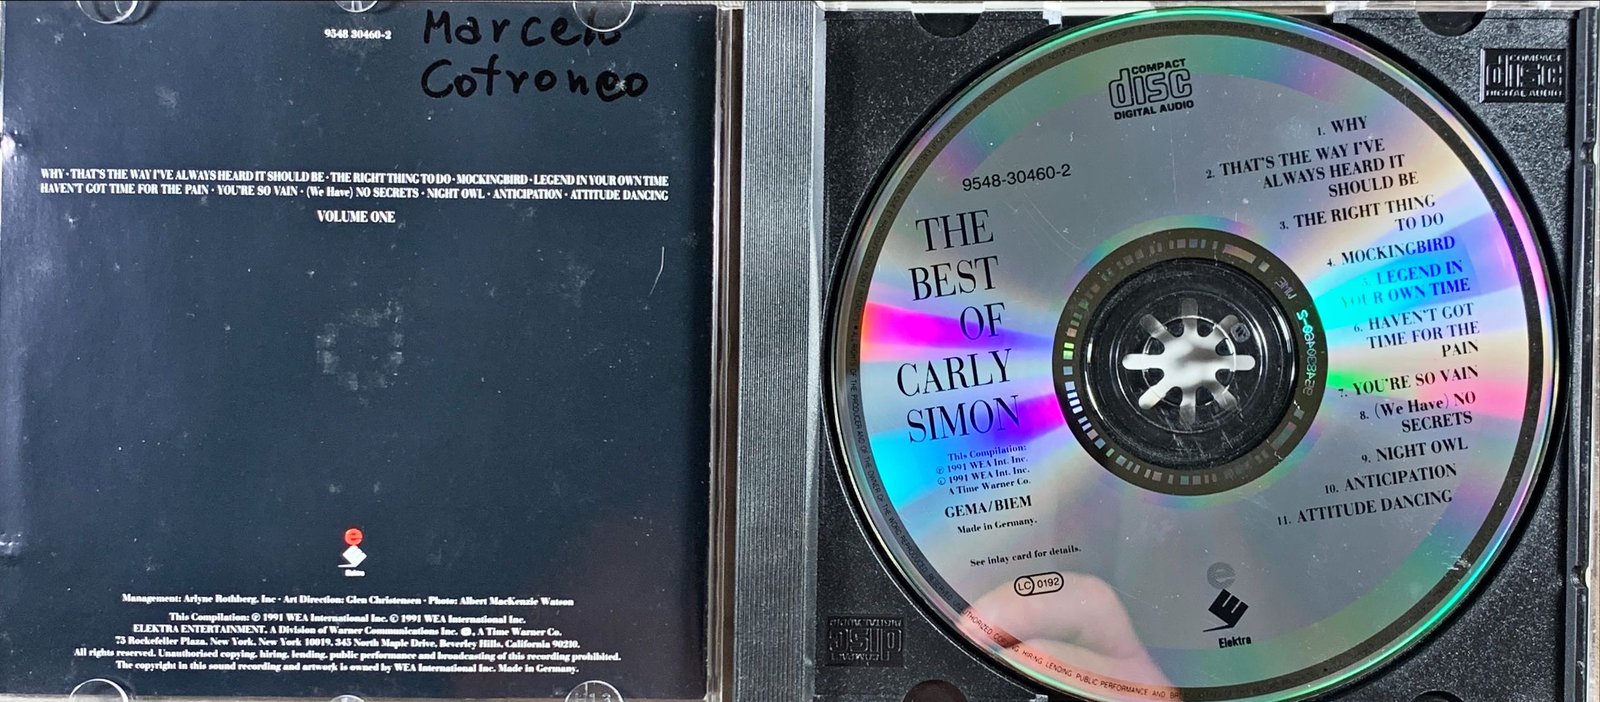 9548 30460-2
Marcelo
Cotroneo
WHY · THAT'S THE WAY I'VE ALWAYS HEARD IT SHOULD BE · THE RIGHT THING TO DO · MOCKINGBIRD · LEGEND IN YOUR OWN TIME
HAVEN'T GOT TIME FOR THE PAIN · YOU'RE SO VAIN · (We Have) NO SECRETS · NIGHT OWL · ANTICIPATION · ATTITUDE DANCING
VOLUME ONE
e
Elektra
Management: Arlyne Rothberg, Inc · Art Direction: Glen Christensen · Photo: Albert MacKenzie Watson
This Compilation: ℗ 1991 WEA International Inc. © 1991 WEA International Inc.
ELEKTRA ENTERTAINMENT, A Division of Warner Communications Inc. , A Time Warner Co.
75 Rockefeller Plaza, New York, New York 10019. 345 North Maple Drive, Beverley Hills, California 90210.
All rights reserved. Unauthorised copying, hiring, lending, public performance and broadcasting of this recording prohibited.
The copyright in this sound recording and artwork is owned by WEA International Inc. Made in Germany.
COMPACT
disc
DIGITAL AUDIO
9548-30460-2
THE
BEST
OF
CARLY
SIMON
This Compilation:
℗ 1991 WEA Int. Inc.
© 1991 WEA Int. Inc.
A Time Warner Co.
GEMA/BIEM
Made in Germany.
See inlay card for details.
LC 0192
1. WHY
2. THAT'S THE WAY I'VE
ALWAYS HEARD IT
SHOULD BE
3. THE RIGHT THING
TO DO
4. MOCKINGBIRD
5. LEGEND IN
YOUR OWN TIME
6. HAVEN'T GOT
TIME FOR THE
PAIN
7. YOU'RE SO VAIN
8. (We Have) NO
SECRETS
9. NIGHT OWL
10. ANTICIPATION
11. ATTITUDE DANCING
e
Elektra
COMPACT
disc
DIGITAL AUDIO
COMPACT
disc
DIGITAL AUDIO